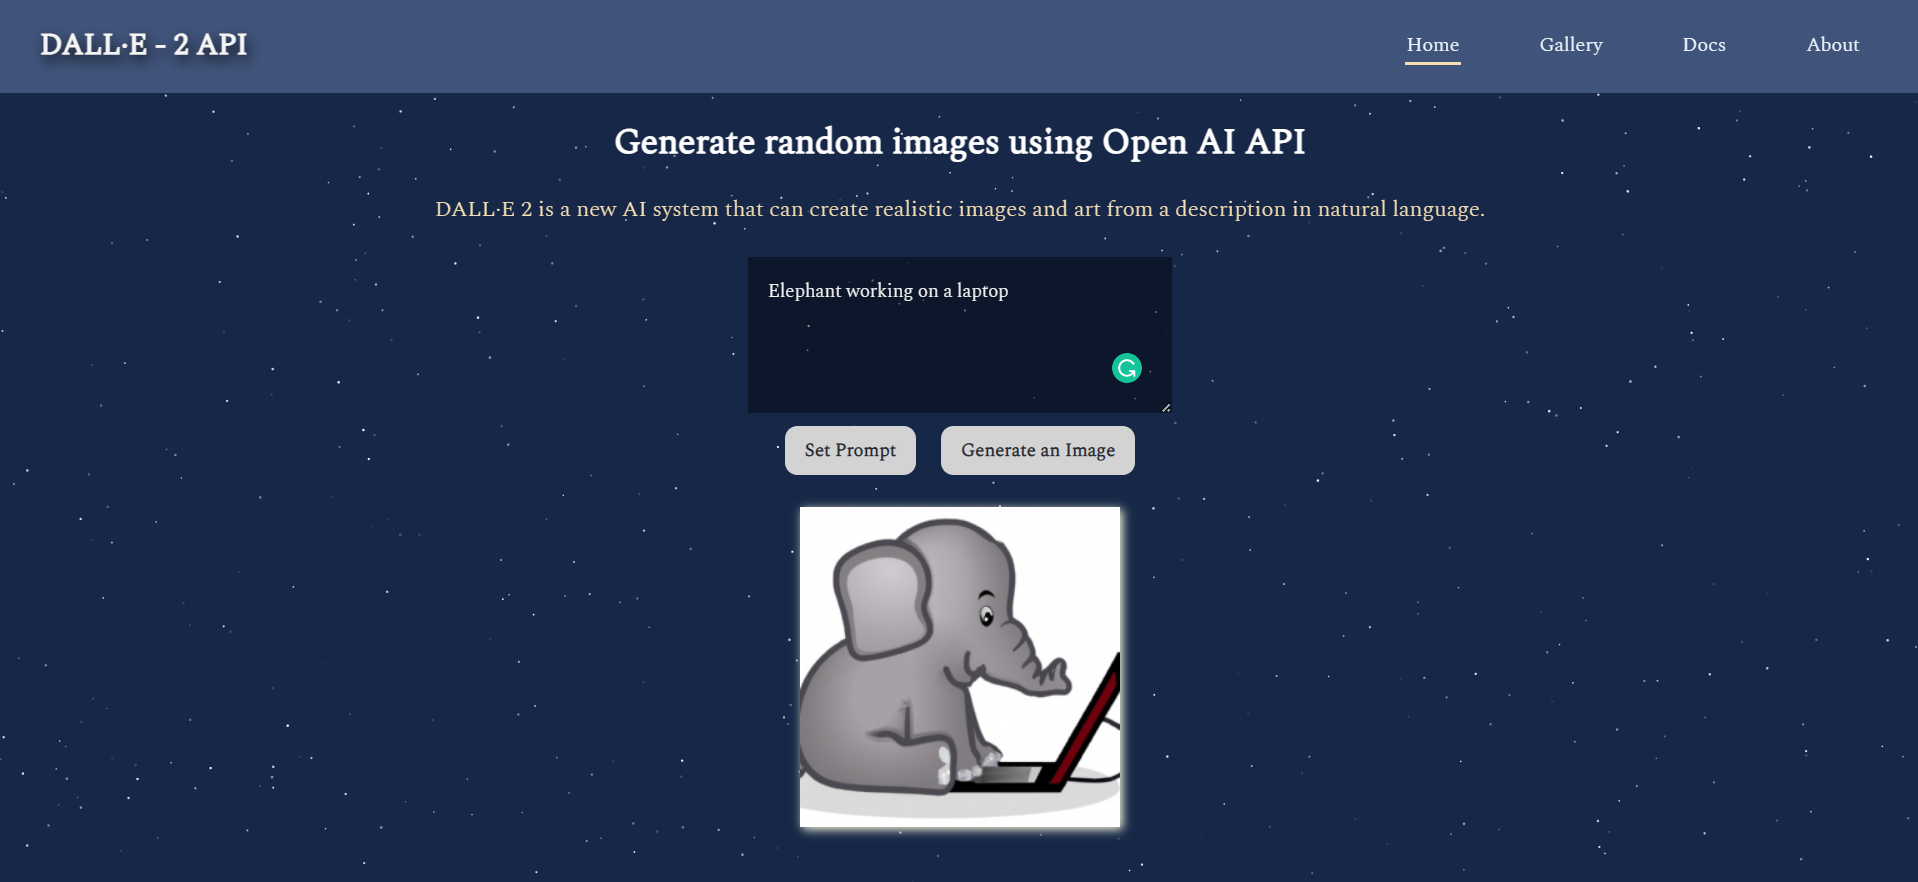 DALL·E - 2 API
Home
Gallery
Docs
About
Generate random images using Open AI API
DALL·E 2 is a new AI system that can create realistic images and art from a description in natural language.
Elephant working on a laptop
Set Prompt
Generate an Image